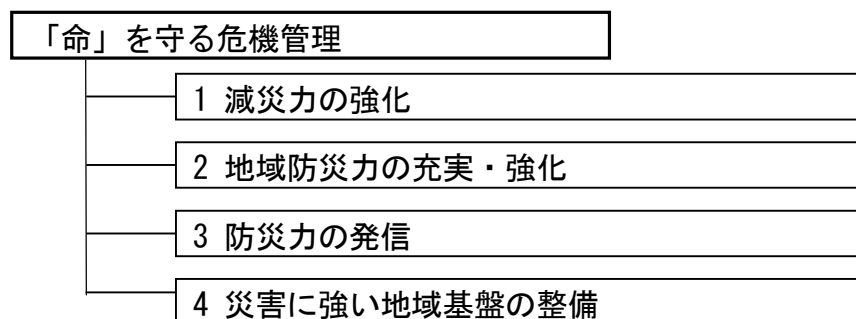 「命」を守る危機管理
1 減災力の強化
2 地域防災力の充実・強化
3 防災力の発信
4 災害に強い地域基盤の整備